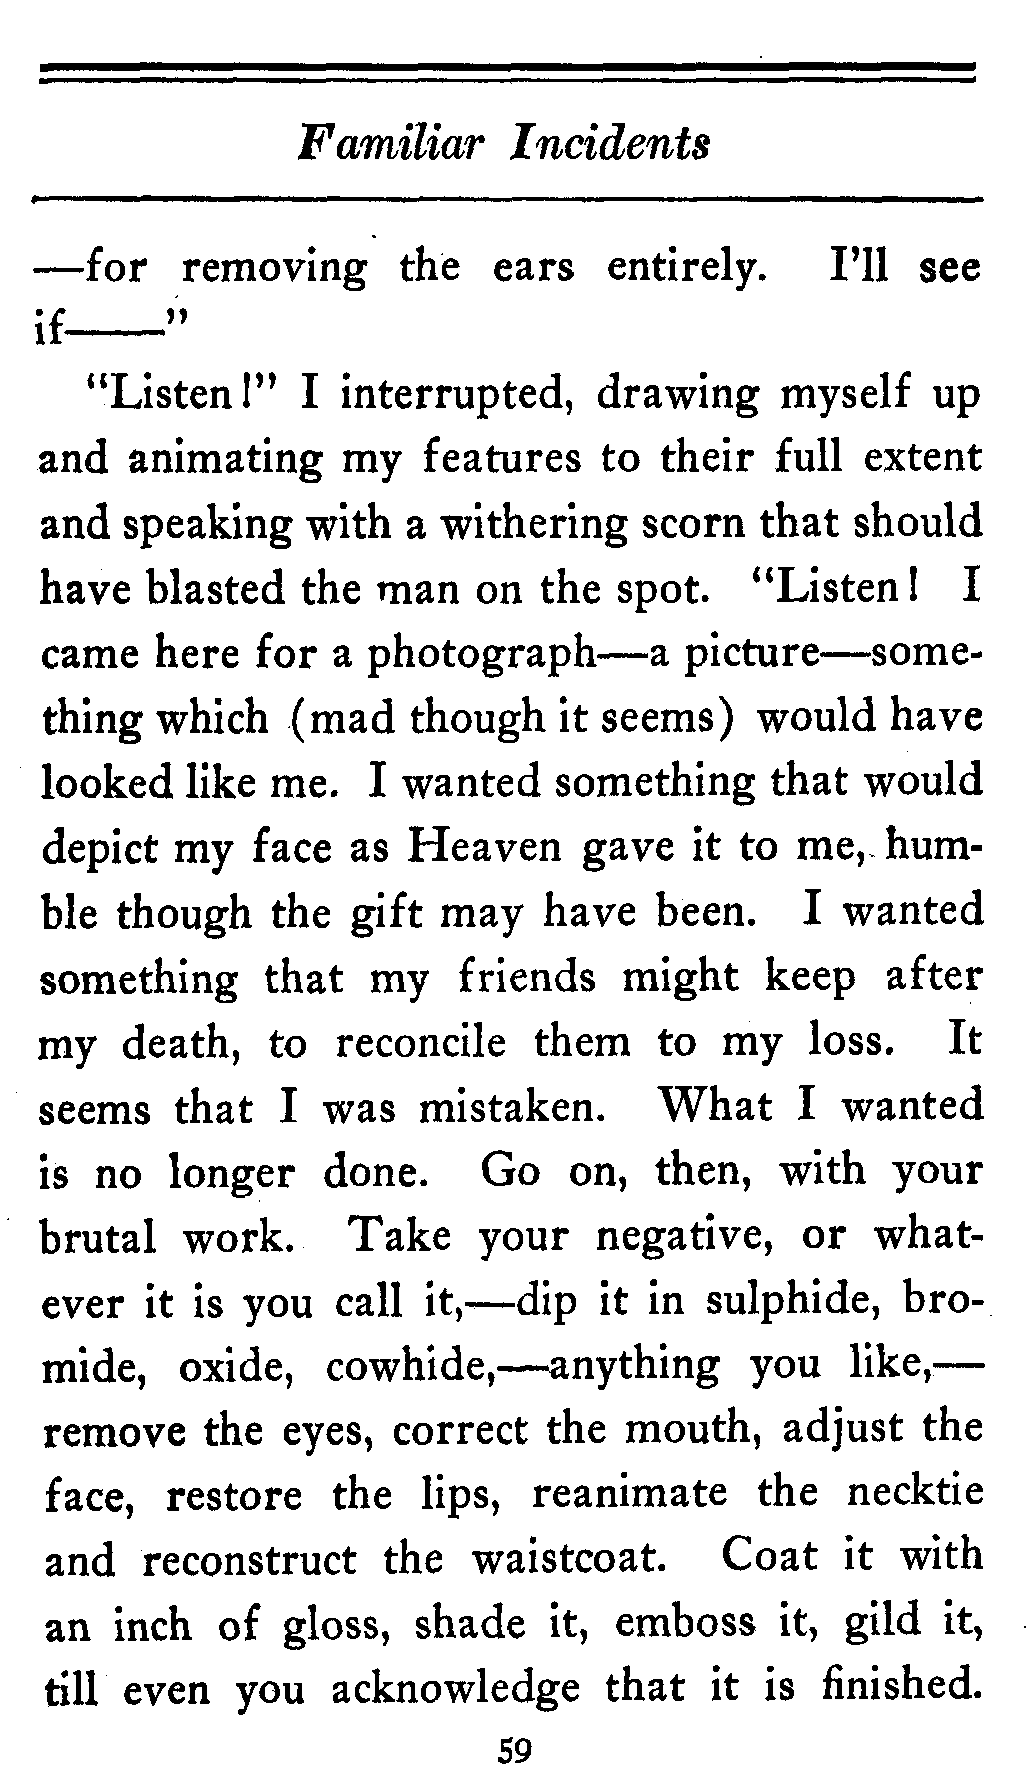 Familiar Incidents
—for removing the ears entirely. I'll see
if——"
"Listen!" I interrupted, drawing myself up
and animating my features to their full extent
and speaking with a withering scorn that should
have blasted the man on the spot. "Listen! I
came here for a photograph—a picture—some-
thing which (mad though it seems) would have
looked like me. I wanted something that would
depict my face as Heaven gave it to me, hum-
ble though the gift may have been. I wanted
something that my friends might keep after
my death, to reconcile them to my loss. It
seems that I was mistaken. What I wanted
is no longer done. Go on, then, with your
brutal work. Take your negative, or what-
ever it is you call it,—dip it in sulphide, bro-
mide, oxide, cowhide,—anything you like,—
remove the eyes, correct the mouth, adjust the
face, restore the lips, reanimate the necktie
and reconstruct the waistcoat. Coat it with
an inch of gloss, shade it, emboss it, gild it,
till even you acknowledge that it is finished.
59